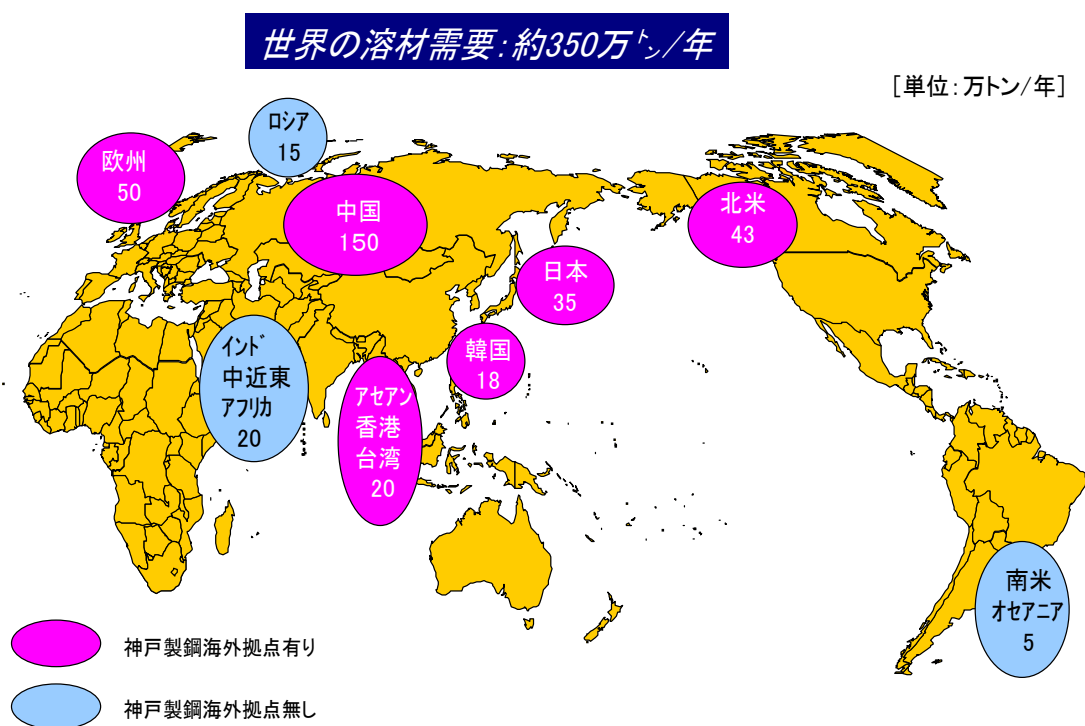 世界の溶材需要：約350万㌧/年
［単位：万トン/年］
ロシア
15
欧州
50
中国
150
北米
43
日本
35
韓国
18
インド
中近東
アフリカ
20
アセアン
香港
台湾
20
南米
オセアニア
5
神戸製鋼海外拠点有り
神戸製鋼海外拠点無し